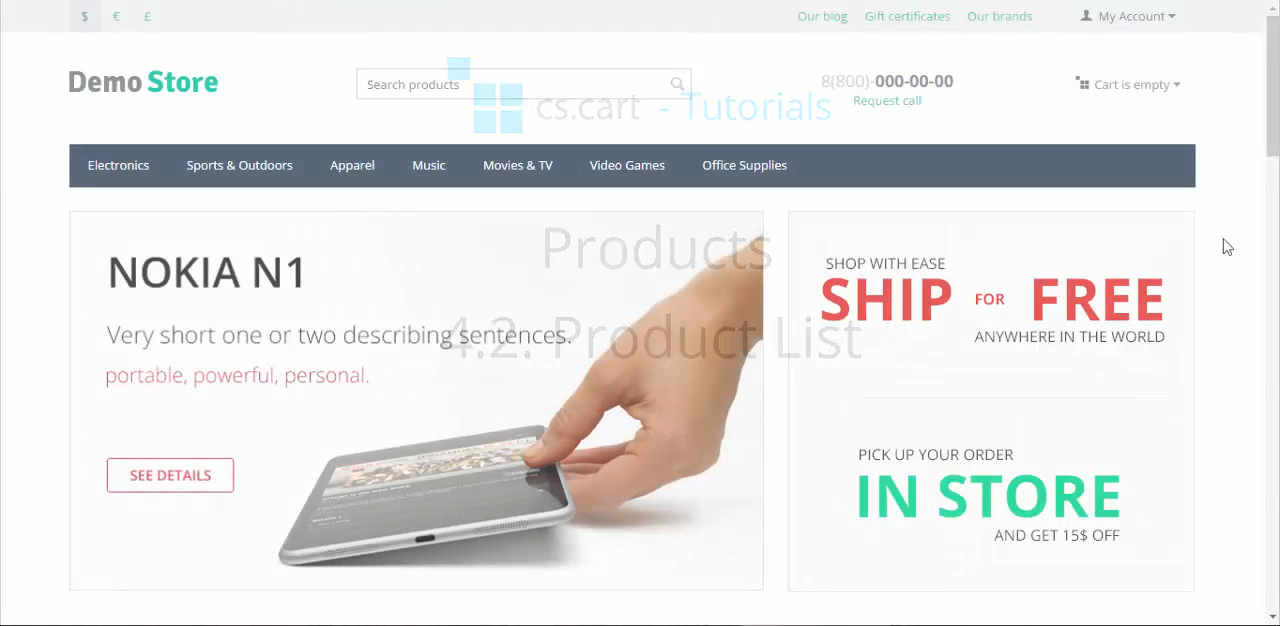 $ € £ Our blog Gift certificates Our brands My Account
Demo Store Search products 8(800)-000-00-00 Cart is empty
Request call
cs.cart - Tutorials
Electronics Sports & Outdoors Apparel Music Movies & TV Video Games Office Supplies
Products
4.2. Product List
NOKIA N1
Very short one or two describing sentences.
portable, powerful, personal.
SEE DETAILS
SHOP WITH EASE
SHIP FOR FREE
ANYWHERE IN THE WORLD
PICK UP YOUR ORDER
IN STORE
AND GET 15$ OFF